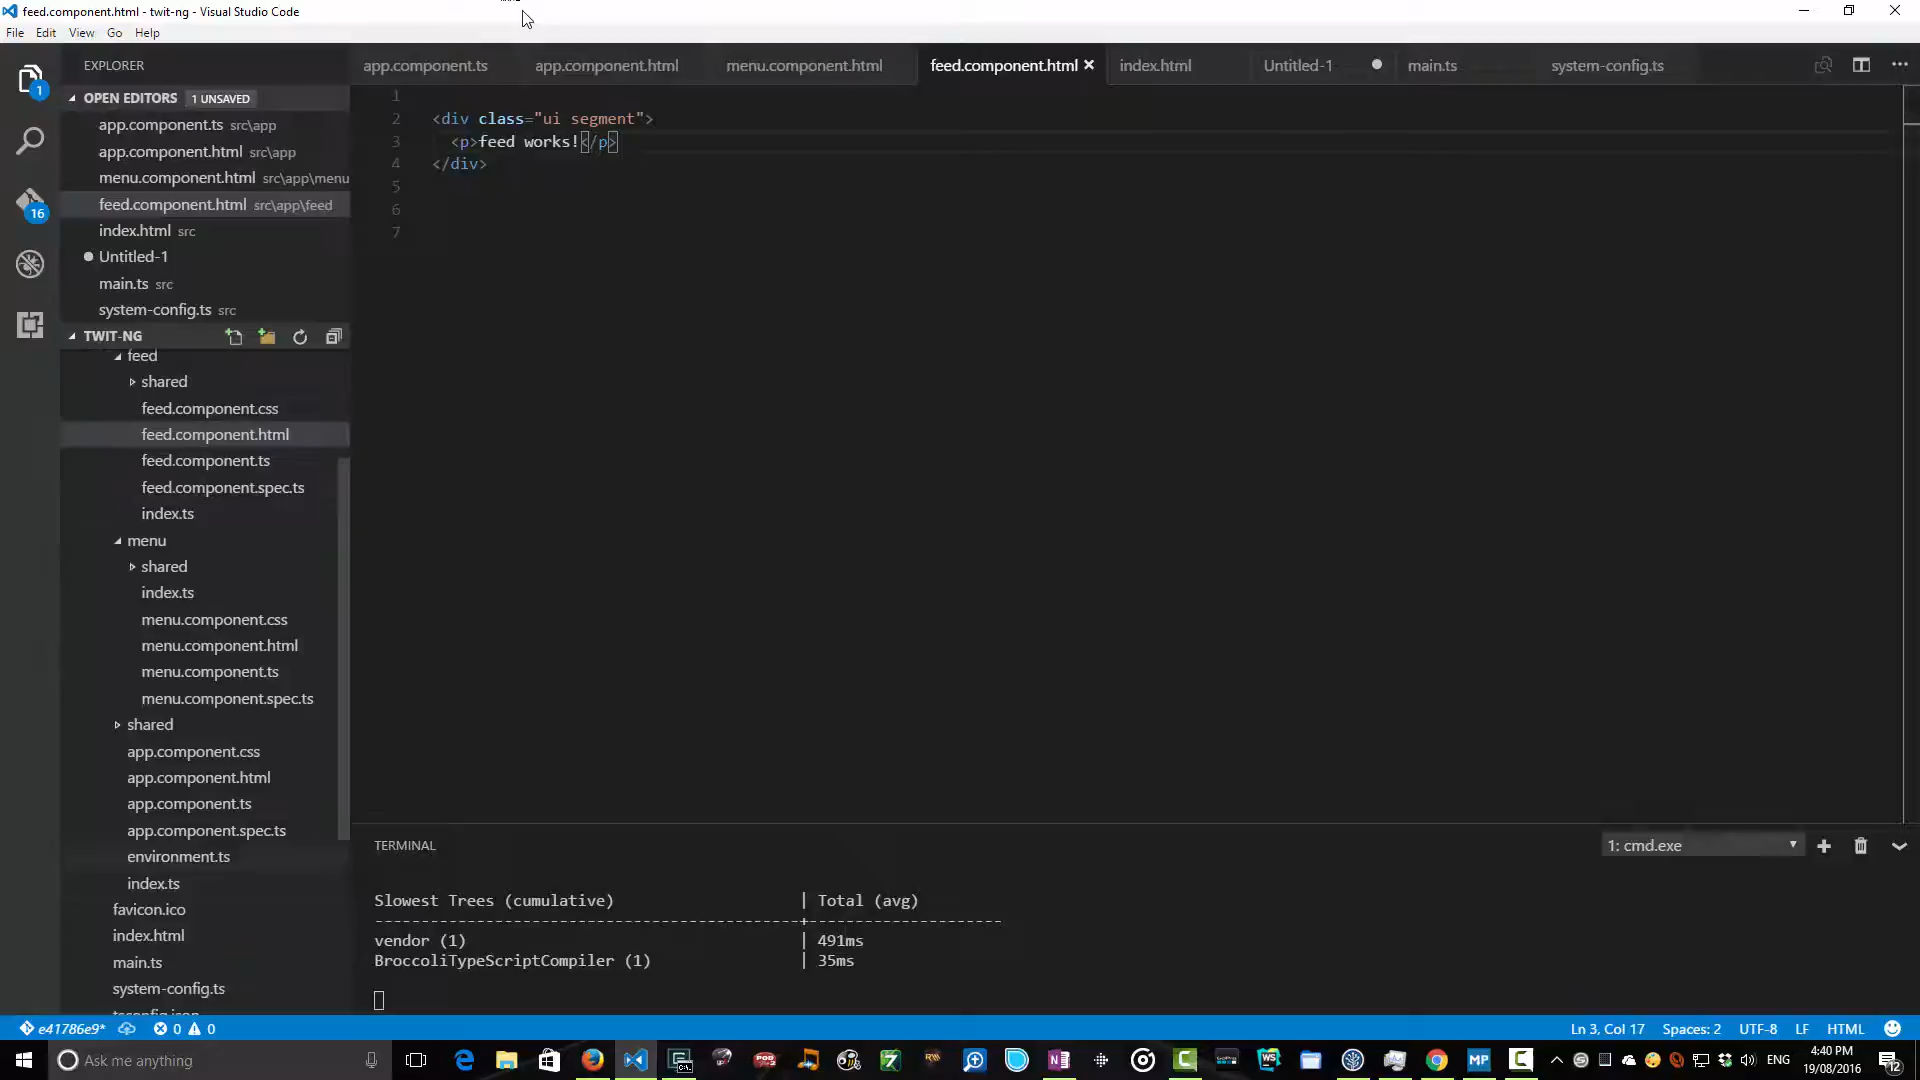 feed.component.html - twit-ng - Visual Studio Code
File Edit View Go Help
EXPLORER
OPEN EDITORS 1 UNSAVED
app.component.ts src\app
app.component.html src\app
menu.component.html src\app\menu
feed.component.html src\app\feed
index.html src
Untitled-1
main.ts src
system-config.ts src
TWIT-NG
feed
shared
feed.component.css
feed.component.html
feed.component.ts
feed.component.spec.ts
index.ts
menu
shared
index.ts
menu.component.css
menu.component.html
menu.component.ts
menu.component.spec.ts
shared
app.component.css
app.component.html
app.component.ts
app.component.spec.ts
environment.ts
index.ts
favicon.ico
index.html
main.ts
system-config.ts
1
16
app.component.ts app.component.html menu.component.html feed.component.html index.html Untitled-1 main.ts system-config.ts
1
2 <div class="ui segment">
3 <p>feed works!</p>
4 </div>
5
6
7
TERMINAL
1: cmd.exe
Slowest Trees (cumulative) | Total (avg)
----------------------------------------------+---------------------
vendor (1) | 491ms
BroccoliTypeScriptCompiler (1) | 35ms
e41786e9* 0 0
Ln 3, Col 17 Spaces: 2 UTF-8 LF HTML
Ask me anything
ENG
4:40 PM
19/08/2016
12